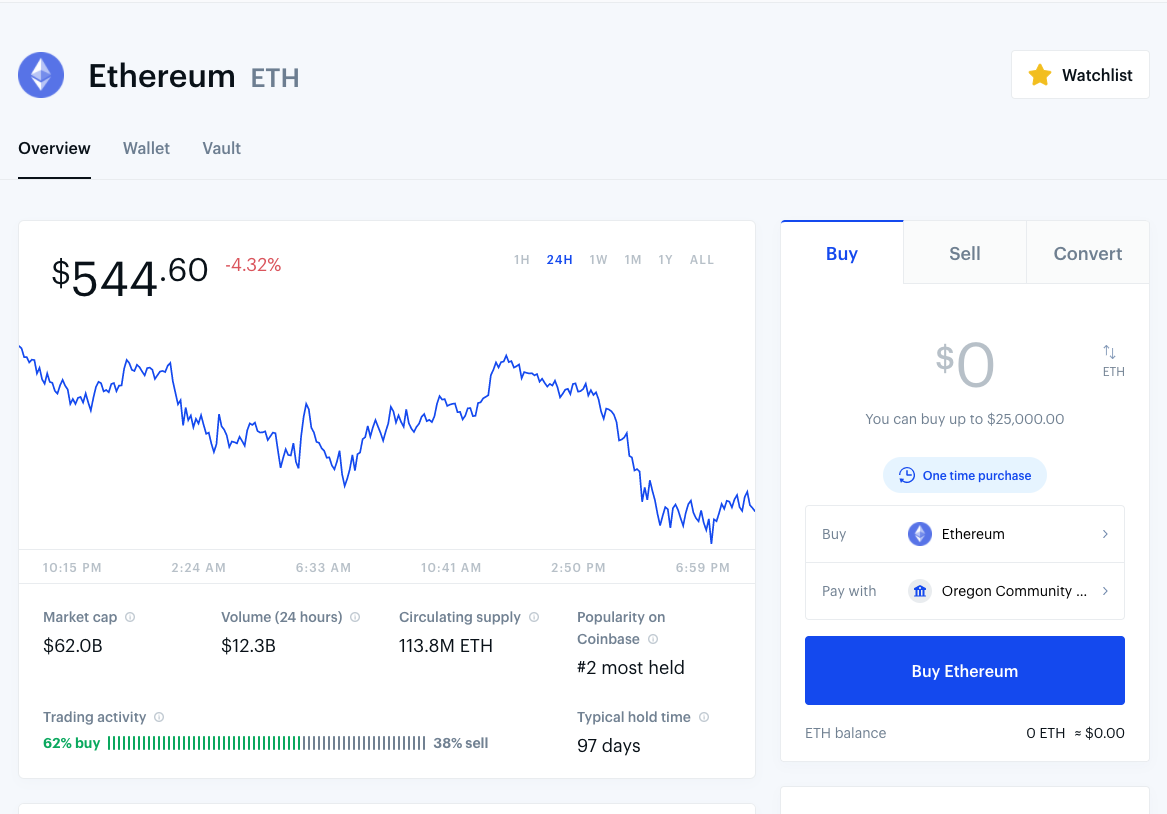 Ethereum ETH
Watchlist
Overview Wallet Vault
$544.60 -4.32%
1H 24H 1W 1M 1Y ALL
10:15 PM 2:24 AM 6:33 AM 10:41 AM 2:50 PM 6:59 PM
Market cap
$62.0B
Volume (24 hours)
$12.3B
Circulating supply
113.8M ETH
Popularity on
Coinbase
#2 most held
Trading activity
62% buy 38% sell
Typical hold time
97 days
Buy Sell Convert
$0
ETH
You can buy up to $25,000.00
One time purchase
Buy Ethereum
Pay with Oregon Community ...
Buy Ethereum
ETH balance 0 ETH ≈ $0.00